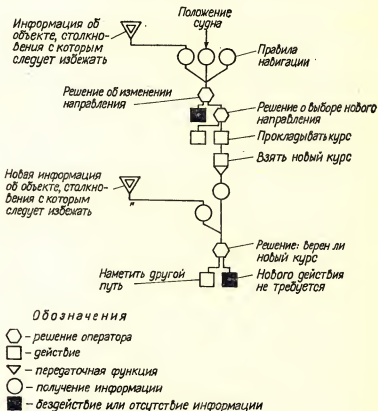 Информация об
объекте, столкно-
вения с которым
следует избежать
Положение
судна
Правила
навигации
Решение об изменении
направления
Решение о выборе нового
направления
Прокладывать курс
Взять новый курс
Новая информация
об объекте, столкно-
вения с которым
следует избежать
Решение: верен ли
новый курс
Наметить другой
путь
Нового действия
не требуется
Обозначения
– решение оператора
– действие
– передаточная функция
– получение информации
– бездействие или отсутствие информации